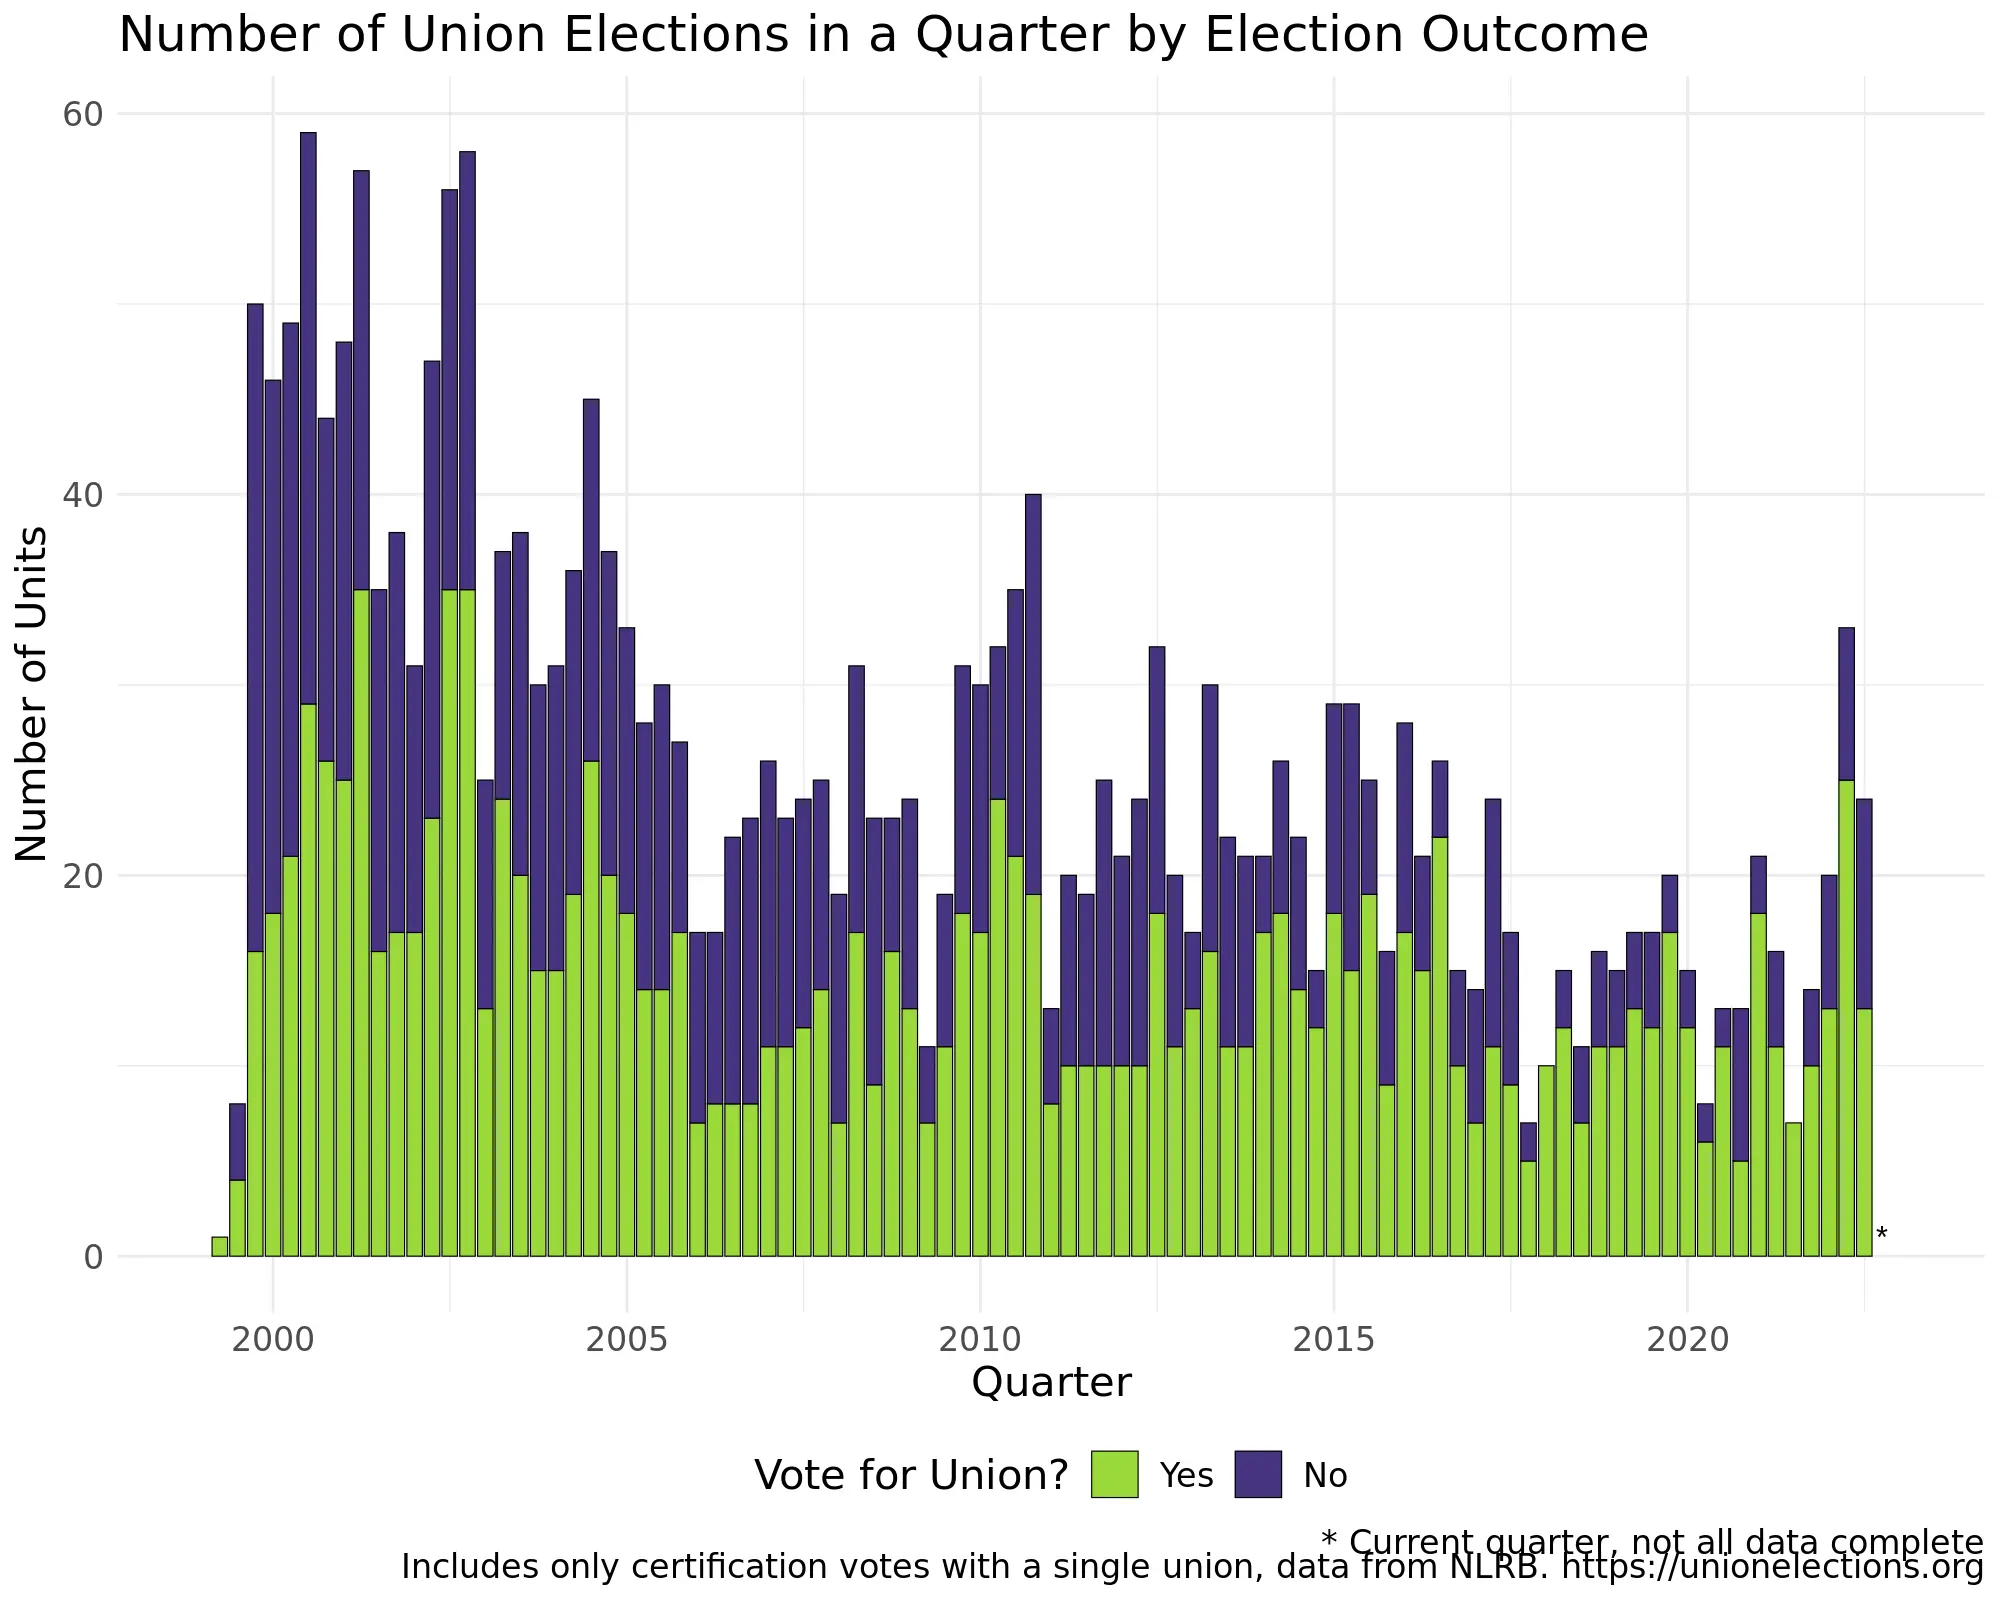 Number of Union Elections in a Quarter by Election Outcome
60
40
20
0
Number of Units
*
2000 2005 2010 2015 2020
Quarter
Vote for Union? Yes No
* Current quarter, not all data complete
Includes only certification votes with a single union, data from NLRB. https://unionelections.org